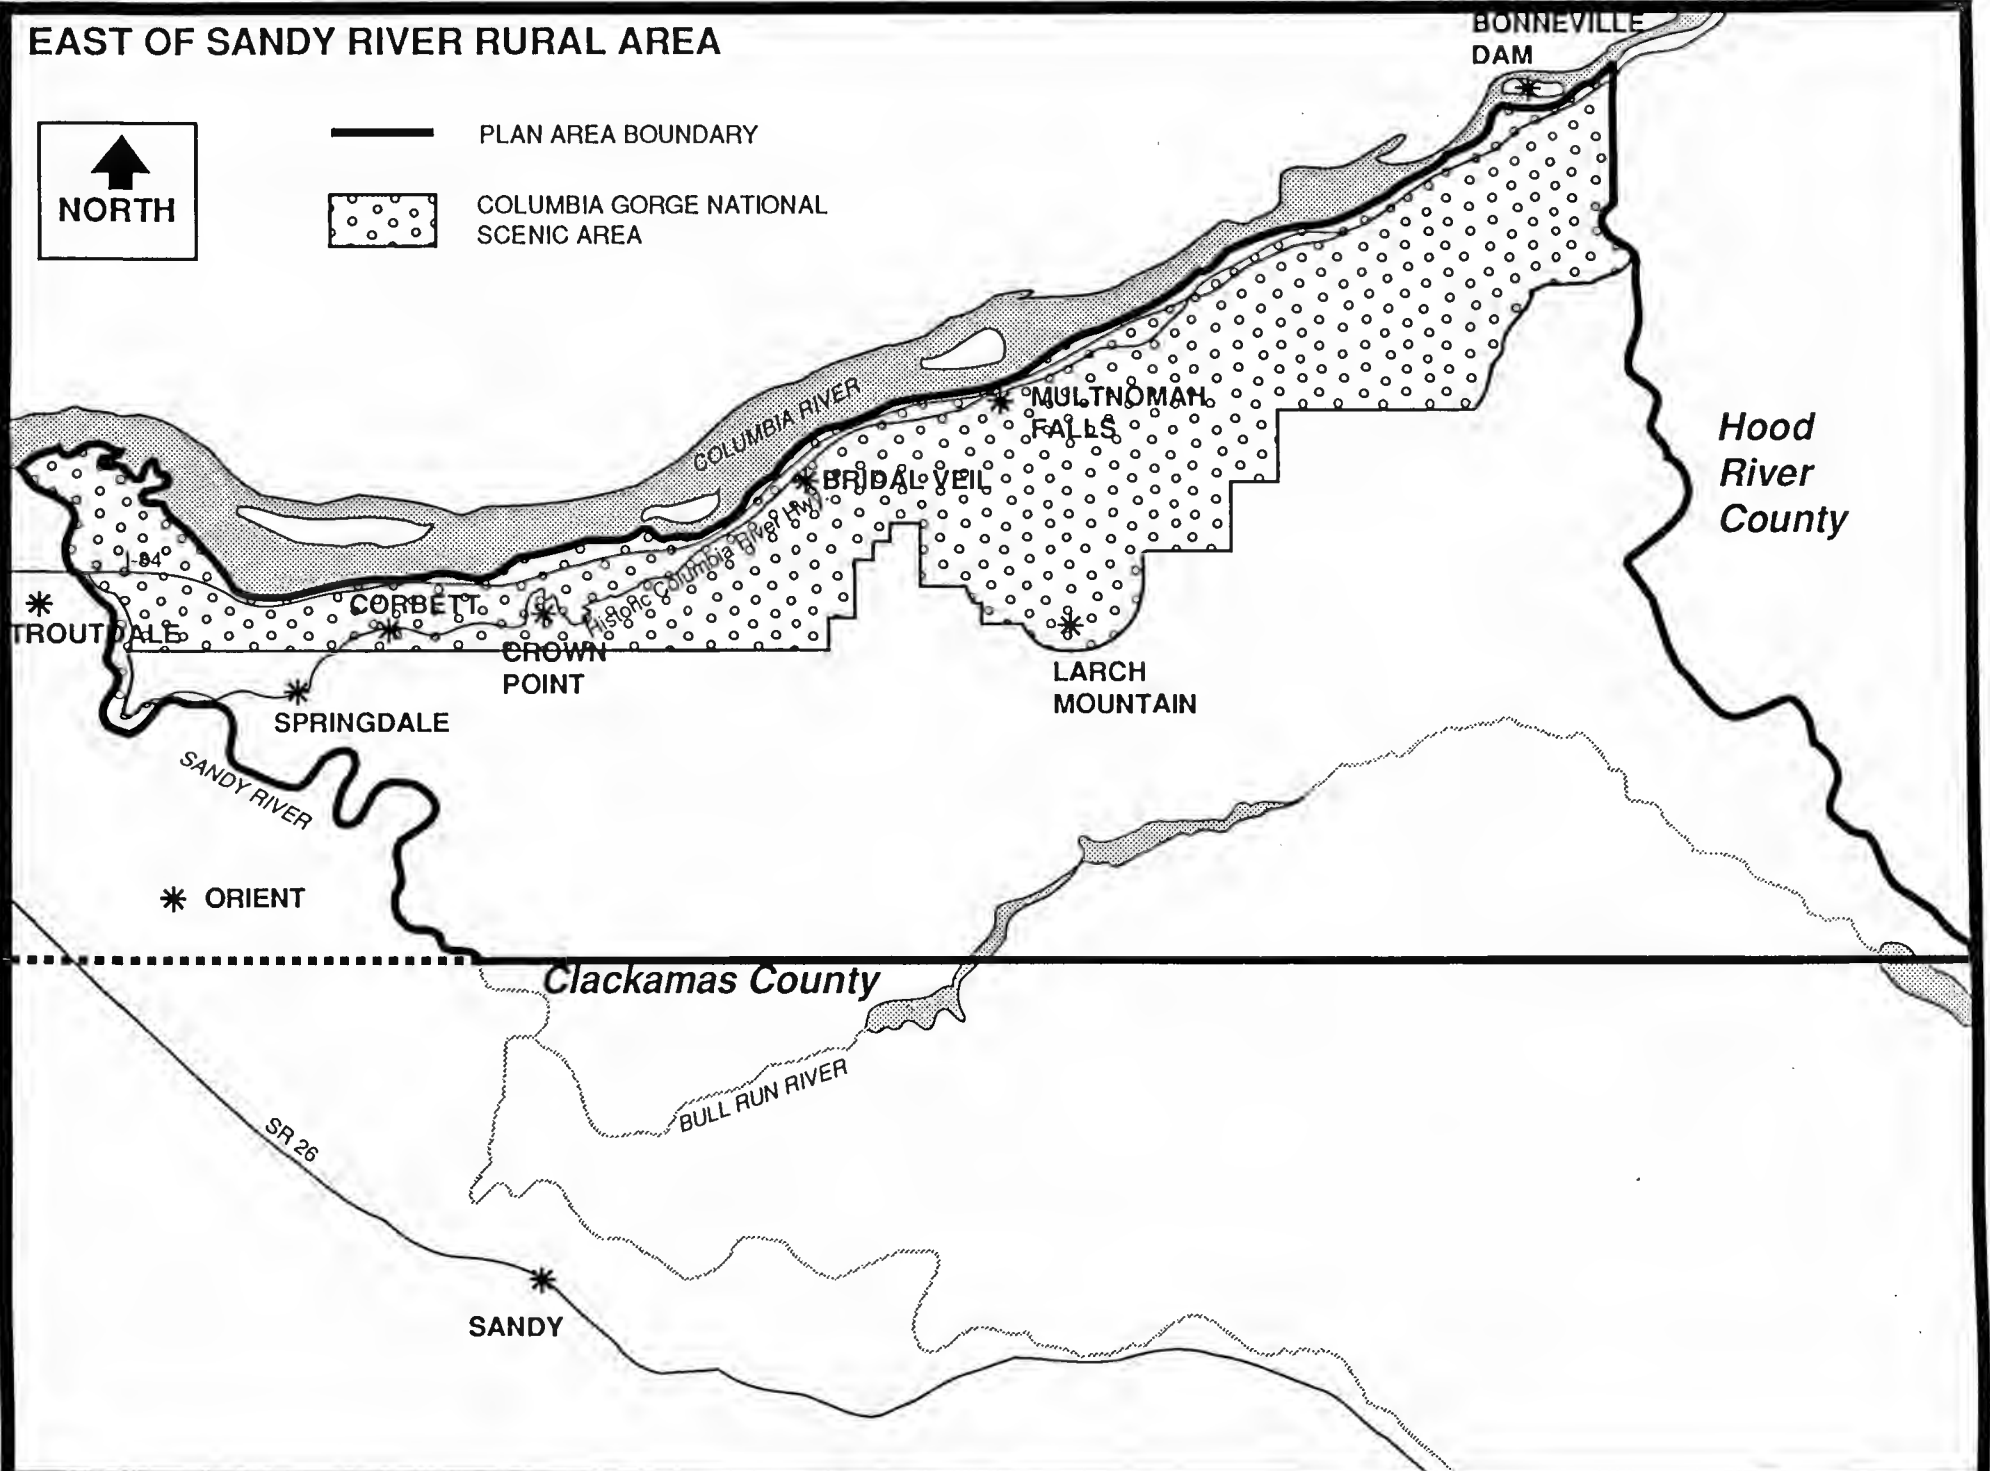 EAST OF SANDY RIVER RURAL AREA
BONNEVILLE
DAM
NORTH
PLAN AREA BOUNDARY
COLUMBIA GORGE NATIONAL
SCENIC AREA
COLUMBIA RIVER
MULTNOMAH
FALLS
Hood
River
County
BRIDAL VEIL
Historic Columbia River Hwy.
I-84
CORBETT
TROUTDALE
CROWN
POINT
LARCH
MOUNTAIN
SPRINGDALE
SANDY RIVER
ORIENT
Clackamas County
BULL RUN RIVER
SR 26
SANDY